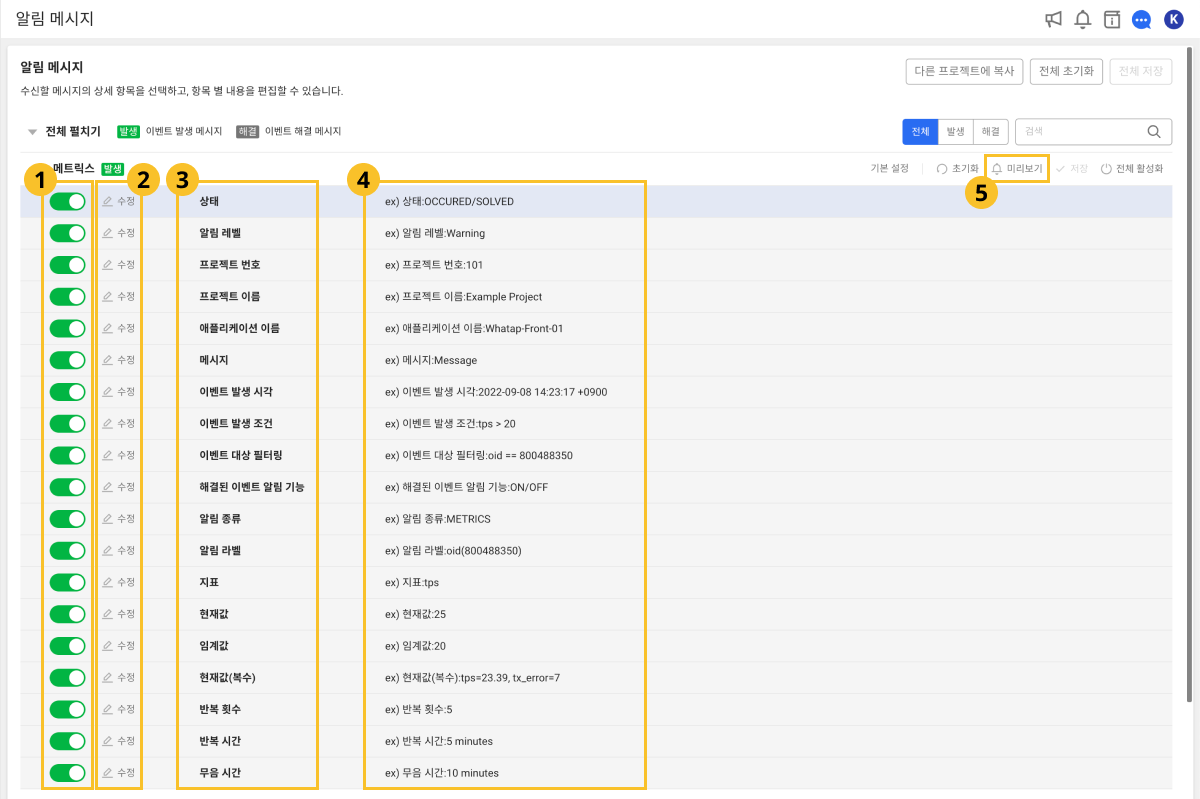 알림 메시지
K
알림 메시지
다른 프로젝트에 복사 전체 초기화 전체 저장
수신할 메시지의 상세 항목을 선택하고, 항목 별 내용을 편집할 수 있습니다.
전체 펼치기 발생 이벤트 발생 메시지 해결 이벤트 해결 메시지 전체 발생 해결 검색
메트릭스 발생 기본 설정 초기화 미리보기 저장 전체 활성화
1 2 3 4 5
수정 상태 ex) 상태:OCCURED/SOLVED
수정 알림 레벨 ex) 알림 레벨:Warning
수정 프로젝트 번호 ex) 프로젝트 번호:101
수정 프로젝트 이름 ex) 프로젝트 이름:Example Project
수정 애플리케이션 이름 ex) 애플리케이션 이름:Whatap-Front-01
수정 메시지 ex) 메시지:Message
수정 이벤트 발생 시각 ex) 이벤트 발생 시각:2022-09-08 14:23:17 +0900
수정 이벤트 발생 조건 ex) 이벤트 발생 조건:tps > 20
수정 이벤트 대상 필터링 ex) 이벤트 대상 필터링:oid == 800488350
수정 해결된 이벤트 알림 기능 ex) 해결된 이벤트 알림 기능:ON/OFF
수정 알림 종류 ex) 알림 종류:METRICS
수정 알림 라벨 ex) 알림 라벨:oid(800488350)
수정 지표 ex) 지표:tps
수정 현재값 ex) 현재값:25
수정 임계값 ex) 임계값:20
수정 현재값(복수) ex) 현재값(복수):tps=23.39, tx_error=7
수정 반복 횟수 ex) 반복 횟수:5
수정 반복 시간 ex) 반복 시간:5 minutes
수정 무음 시간 ex) 무음 시간:10 minutes